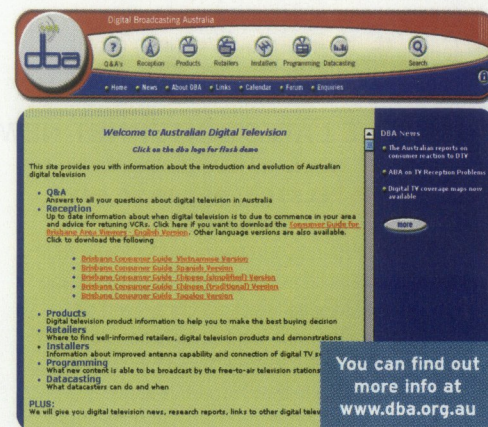 Digital Broadcasting Australia
dba
Q&A's Reception Products Retailers Installers Programming Datacasting Search
Home News About DBA Links Calendar Forum Enquiries
Welcome to Australian Digital Television
Click on the dba logo for flash demo
This site provides you with information about the introduction and evolution of Australian
digital television
Q&A
Answers to all your questions about digital television in Australia
Reception
Up to date information about when digital television is to due to commence in your area
and advice for retuning VCRs. Click here if you want to download the Consumer Guide for
Brisbane Area Viewers - English Version. Other language versions are also available.
Click to download the following
Brisbane Consumer Guide Vietnamese Version
Brisbane Consumer Guide Spanish Version
Brisbane Consumer Guide Chinese (simplified) Version
Brisbane Consumer Guide Chinese (traditional) Version
Brisbane Consumer Guide Tagalog Version
Products
Digital television product information to help you to make the best buying decision
Retailers
Where to find well-informed retailers, digital television products and demonstrations
Installers
Information about improved antenna capability and connection of digital TV
Programming
What new content is able to be broadcast by the free-to-air television stations
Datacasting
What datacasters can do and when
PLUS:
We will give you digital television news, research reports, links to other digital
DBA News
The Australian reports on
consumer reaction to DTV
ABA on TV Reception Problems
Digital TV coverage maps now
available
more
You can find out
more info at
www.dba.org.au